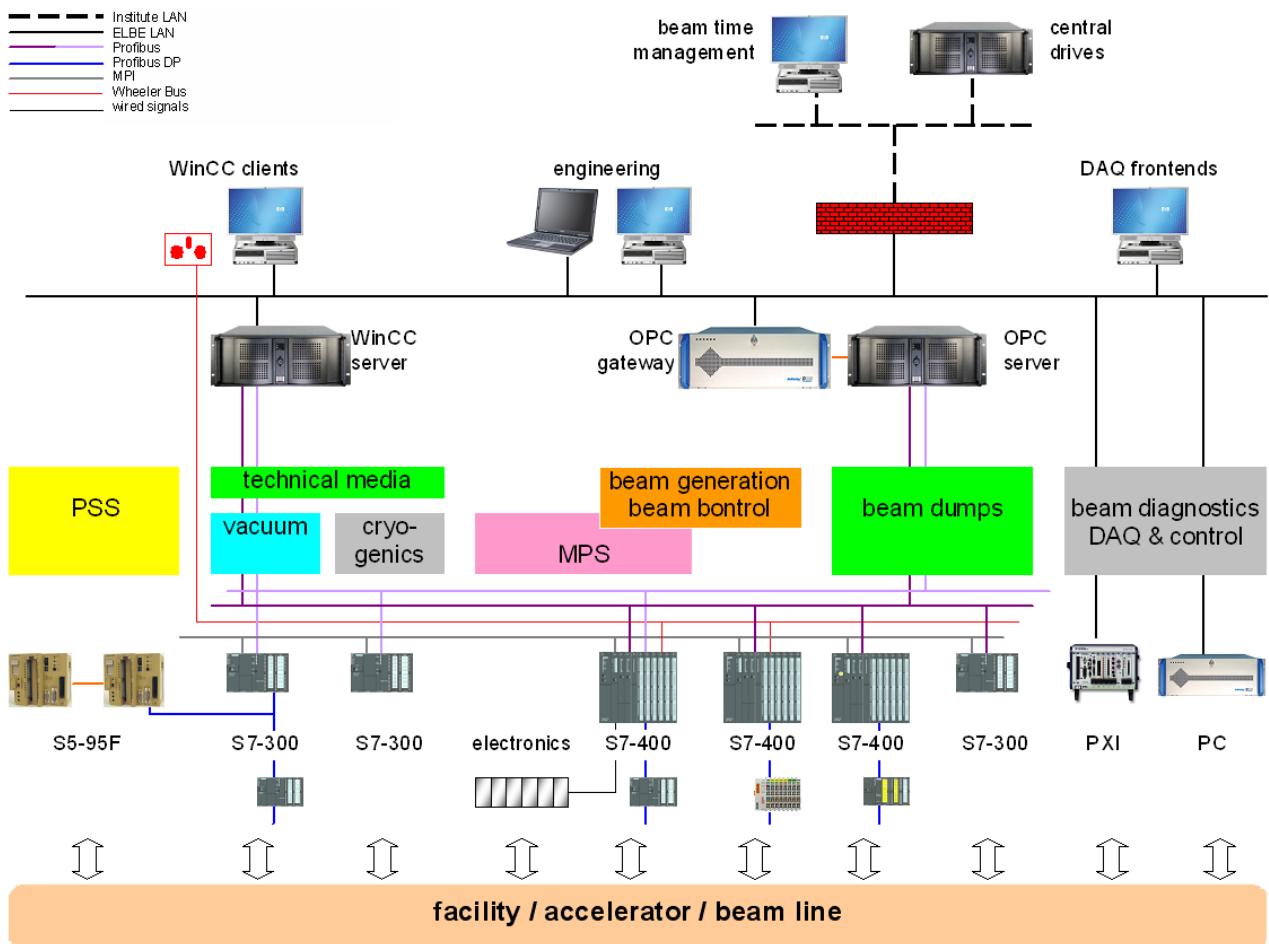 Institute LAN
ELBE LAN
Profibus
Profibus DP
MPI
Wheeler Bus
wired signals
beam time
management
central
drives
WinCC clients
engineering
DAQ frontends
WinCC
server
OPC
gateway
OPC
server
PSS
technical media
vacuum
cryo-
genics
beam generation
beam bontrol
MPS
beam dumps
beam diagnostics
DAQ & control
S5-95F
S7-300
S7-300
electronics
S7-400
S7-400
S7-400
S7-300
PXI
PC
facility / accelerator / beam line